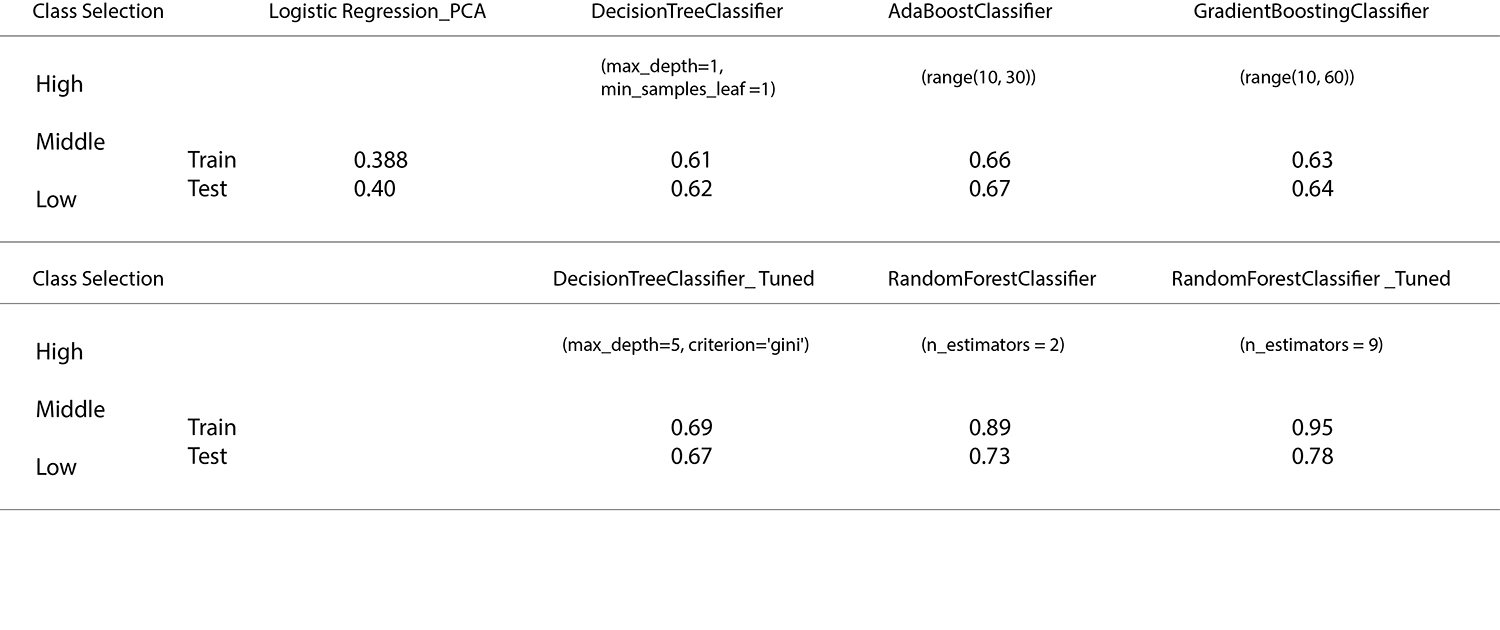 Class Selection Logistic Regression_PCA DecisionTreeClassifier AdaBoostClassifier GradientBoostingClassifier
High (max_depth=1, min_samples_leaf =1) (range(10, 30)) (range(10, 60))
Middle
Train 0.388 0.61 0.66 0.63
Test 0.40 0.62 0.67 0.64
Low
Class Selection DecisionTreeClassifier_ Tuned RandomForestClassifier RandomForestClassifier _Tuned
High (max_depth=5, criterion='gini') (n_estimators = 2) (n_estimators = 9)
Middle
Train 0.69 0.89 0.95
Test 0.67 0.73 0.78
Low